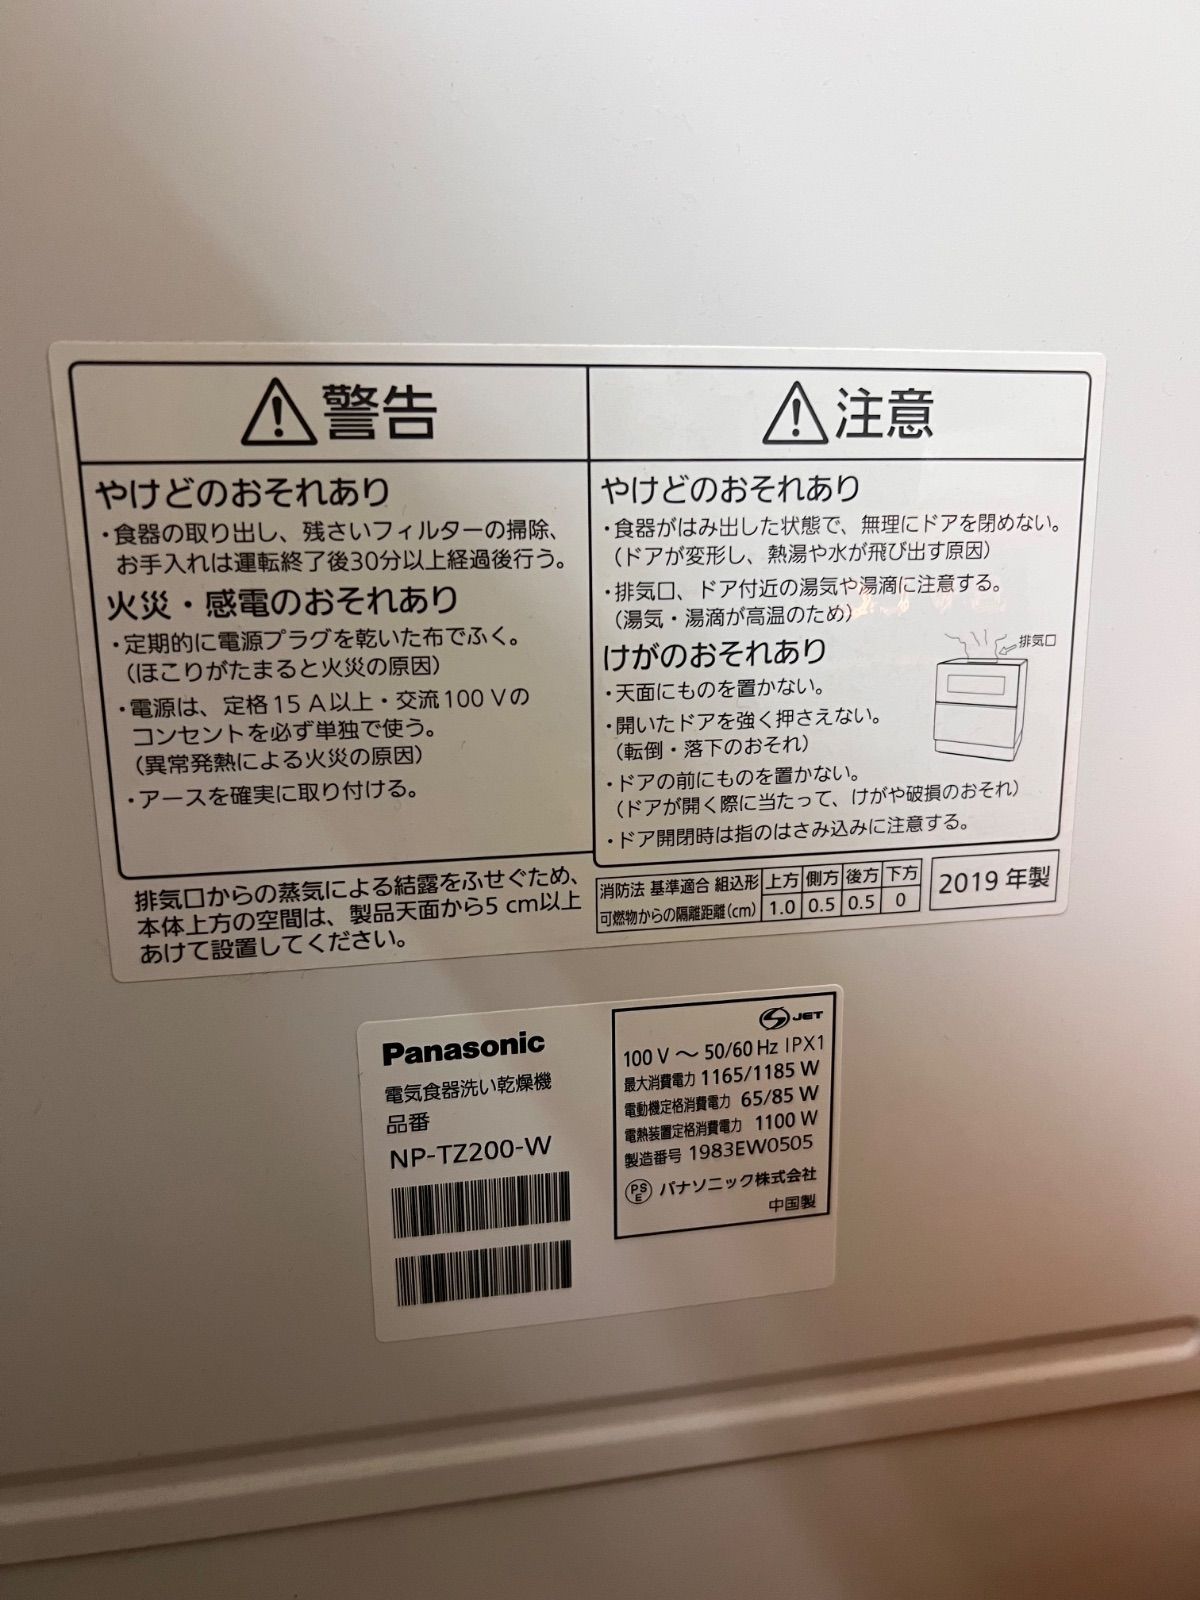 警告
やけどのおそれあり
・食器の取り出し、残さいフィルターの掃除、
お手入れは運転終了後30分以上経過後行う。
火災・感電のおそれあり
・定期的に電源プラグを乾いた布でふく。
(ほこりがたまると火災の原因)
・電源は、定格15 A以上・交流100 Vの
コンセントを必ず単独で使う。
(異常発熱による火災の原因)
・アースを確実に取り付ける。
注意
やけどのおそれあり
・食器がはみ出した状態で、無理にドアを閉めない。
(ドアが変形し、熱湯や水が飛び出す原因)
・排気口、ドア付近の湯気や湯滴に注意する。
(湯気・湯滴が高温のため)
けがのおそれあり
・天面にものを置かない。
・開いたドアを強く押さえない。
(転倒・落下のおそれ)
・ドアの前にものを置かない。
(ドアが開く際に当たって、けがや破損のおそれ)
・ドア開閉時は指のはさみ込みに注意する。
排気口
排気口からの蒸気による結露をふせぐため、
本体上方の空間は、製品天面から5 cm以上
あけて設置してください。
消防法 基準適合 組込形 上方 側方 後方 下方
可燃物からの隔離距離(cm) 1.0 0.5 0.5 0
2019 年製
Panasonic
電気食器洗い乾燥機
品番
NP-TZ200-W
JET
100 V ～ 50/60 Hz IPX1
最大消費電力 1165/1185 W
電動機定格消費電力 65/85 W
電熱装置定格消費電力 1100 W
製造番号 1983EW0505
PSE パナソニック株式会社
中国製